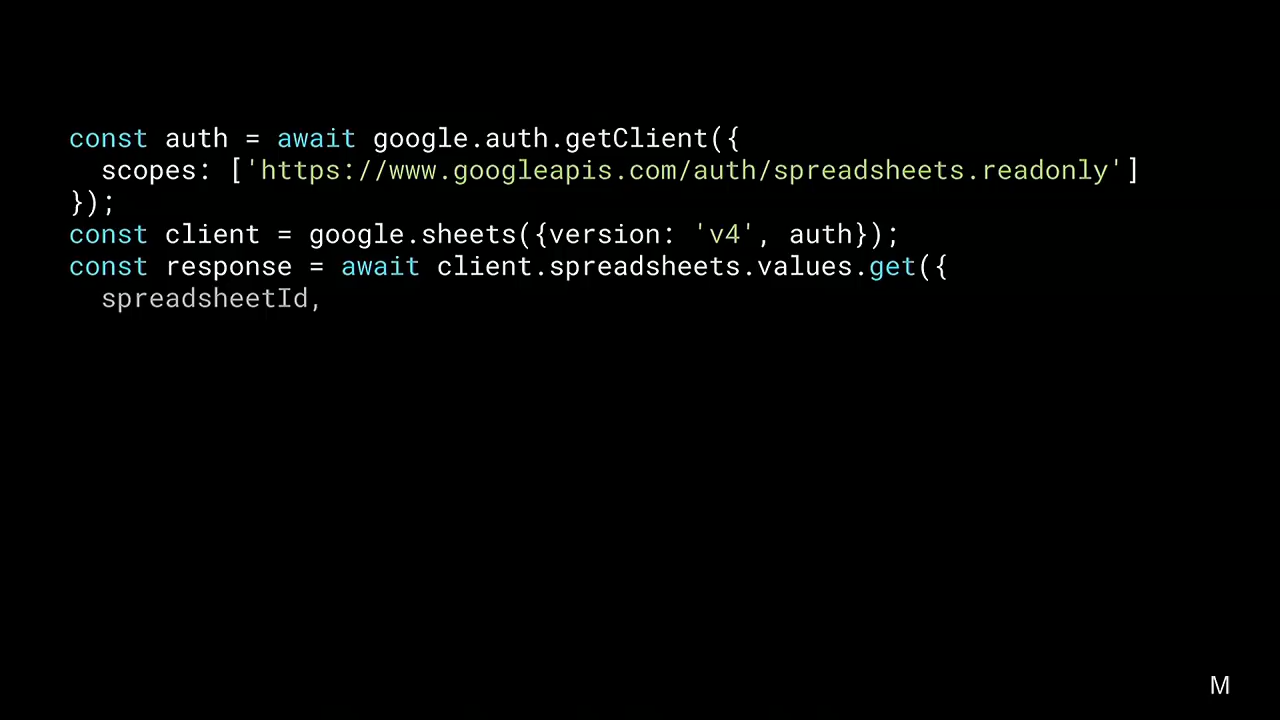 const auth = await google.auth.getClient({
  scopes: ['https://www.googleapis.com/auth/spreadsheets.readonly']
});
const client = google.sheets({version: 'v4', auth});
const response = await client.spreadsheets.values.get({
  spreadsheetId,
M